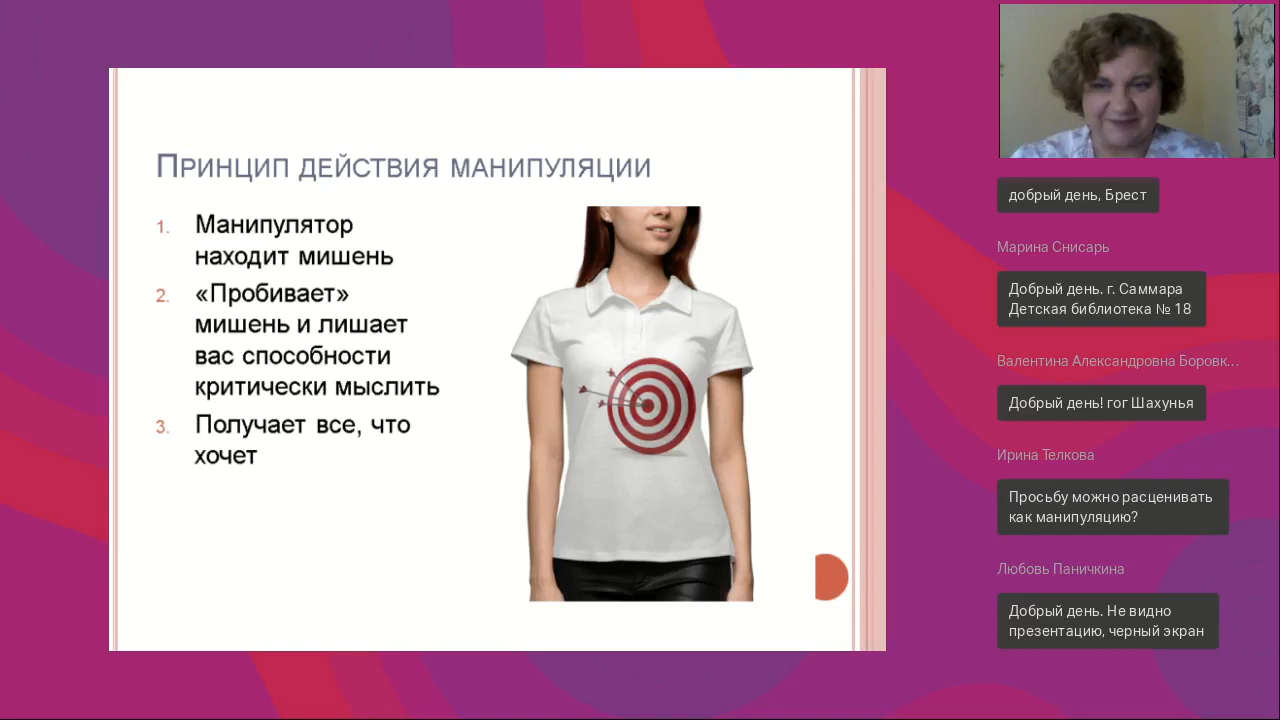 Принцип действия манипуляции
1. Манипулятор
находит мишень
2. «Пробивает»
мишень и лишает
вас способности
критически мыслить
3. Получает все, что
хочет
добрый день, Брест
Марина Снисарь
Добрый день. г. Саммара
Детская библиотека № 18
Валентина Александровна Боровк...
Добрый день! гог Шахунья
Ирина Телкова
Просьбу можно расценивать
как манипуляцию?
Любовь Паничкина
Добрый день. Не видно
презентацию, черный экран